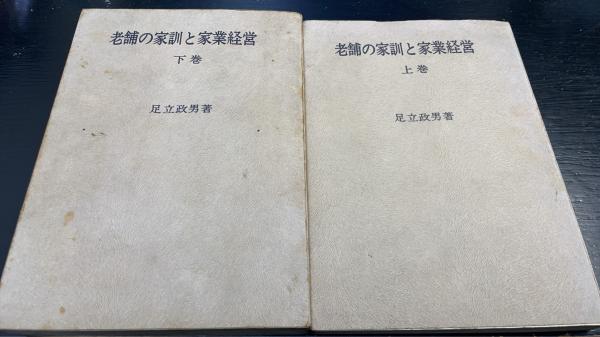 老舗の家訓と家業経営
下巻
足立政男著
老舗の家訓と家業経営
上巻
足立政男著